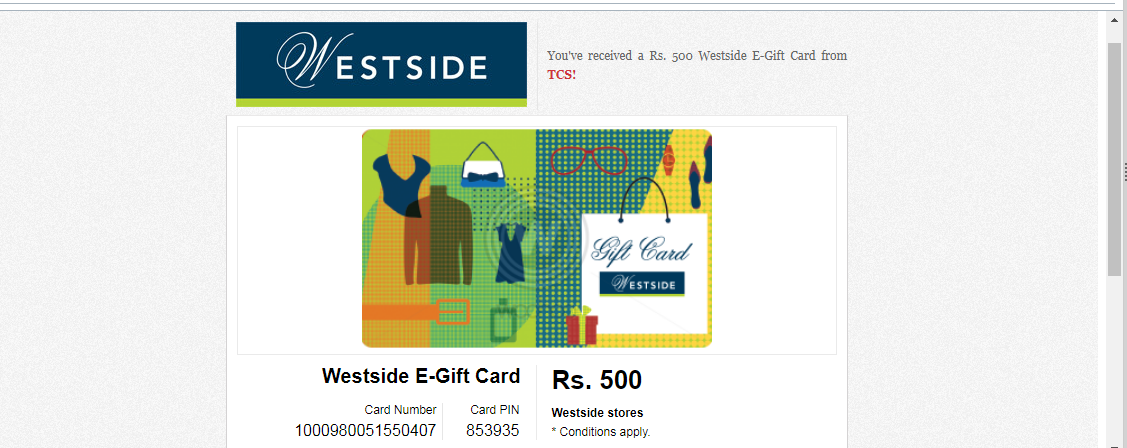 WESTSIDE
You've received a Rs. 500 Westside E-Gift Card from
TCS!
Gift Card
WESTSIDE
Westside E-Gift Card
Rs. 500
Card Number
Card PIN
Westside stores
1000980051550407
853935
* Conditions apply.